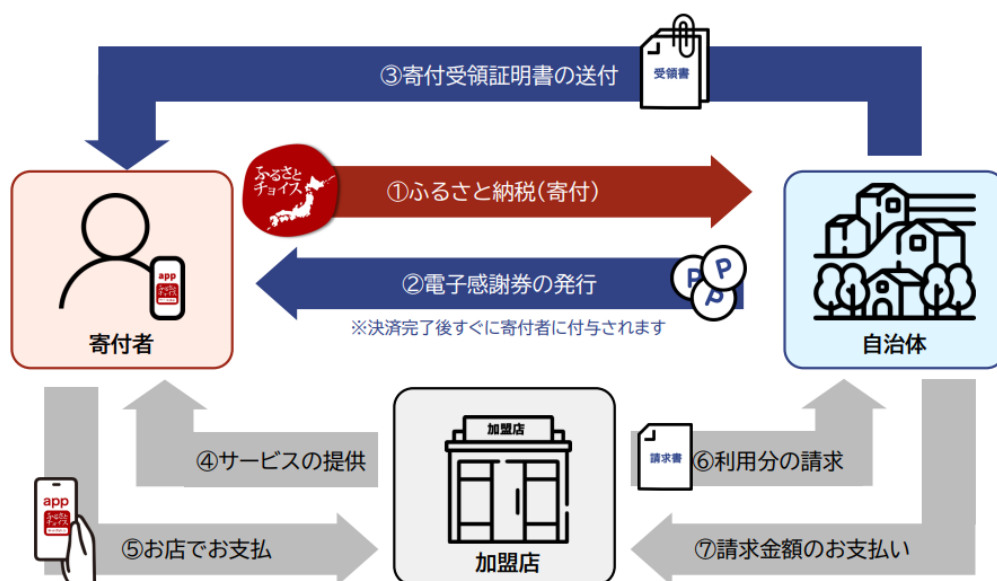 ③寄付受領証明書の送付
受領書
ふるさと
チョイス
①ふるさと納税(寄付)
②電子感謝券の発行
P
P
P
※決済完了後すぐに寄付者に付与されます
app
ふるさと
チョイス
寄付者
自治体
加盟店
④サービスの提供
請求書
⑥利用分の請求
app
ふるさと
チョイス
⑤お店でお支払
加盟店
⑦請求金額のお支払い